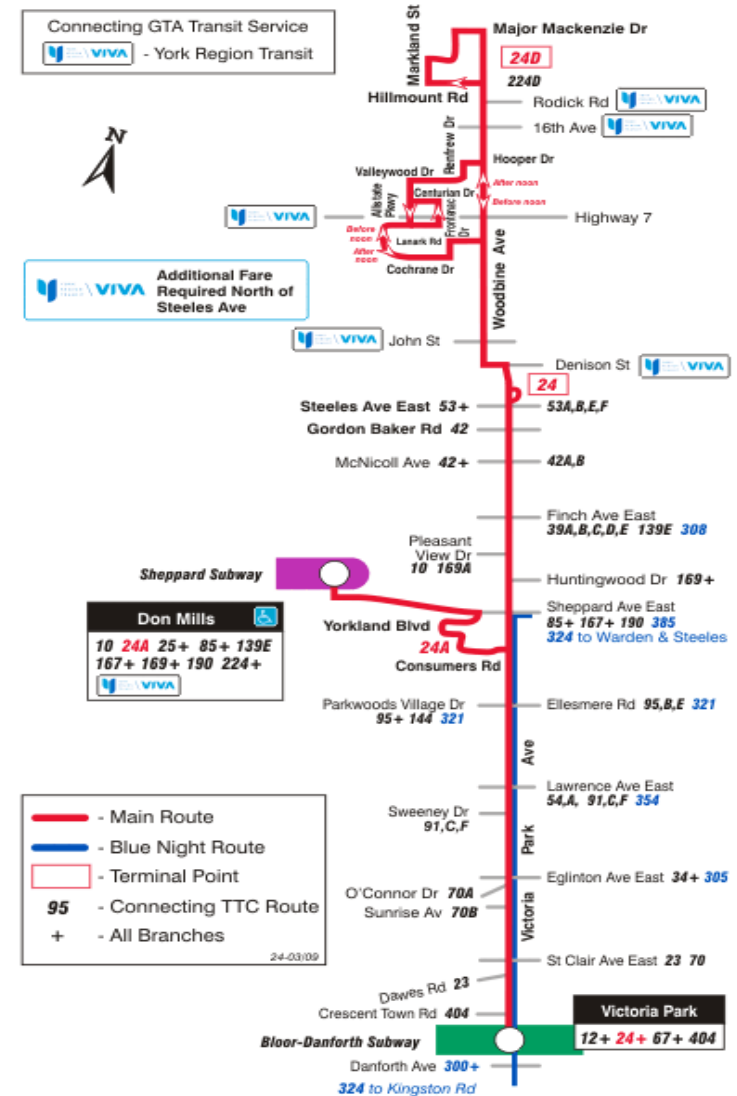 Connecting GTA Transit Service
VIVA - York Region Transit
Markland St
Major Mackenzie Dr
24D
224D
Hillmount Rd
Rodick Rd VIVA
16th Ave VIVA
N
Renfrew Dr
Hooper Dr
Valleywood Dr
After noon
Before noon
Allstate Pkwy
Centurian Dr
Frontenac Dr
VIVA
Highway 7
Before noon
After noon
Lanark Rd
Cochrane Dr
Woodbine Ave
VIVA
Additional Fare
Required North of
Steeles Ave
VIVA John St
Denison St VIVA
24
Steeles Ave East 53+
53A,B,E,F
Gordon Baker Rd 42
McNicoll Ave 42+
42A,B
Finch Ave East
39A,B,C,D,E 139E 308
Pleasant
View Dr
10 169A
Sheppard Subway
Huntingwood Dr 169+
Don Mills
10 24A 25+ 85+ 139E
167+ 169+ 190 224+
VIVA
Yorkland Blvd
24A
Consumers Rd
Sheppard Ave East
85+ 167+ 190 385
324 to Warden & Steeles
Parkwoods Village Dr
95+ 144 321
Ellesmere Rd 95,B,E 321
Victoria Park Ave
Lawrence Ave East
54,A, 91,C,F 354
Sweeney Dr
91,C,F
- Main Route
- Blue Night Route
- Terminal Point
95 - Connecting TTC Route
+ - All Branches
24-03/09
Eglinton Ave East 34+ 305
O'Connor Dr 70A
Sunrise Av 70B
St Clair Ave East 23 70
Dawes Rd 23
Crescent Town Rd 404
Bloor-Danforth Subway
Victoria Park
12+ 24+ 67+ 404
Danforth Ave 300+
324 to Kingston Rd